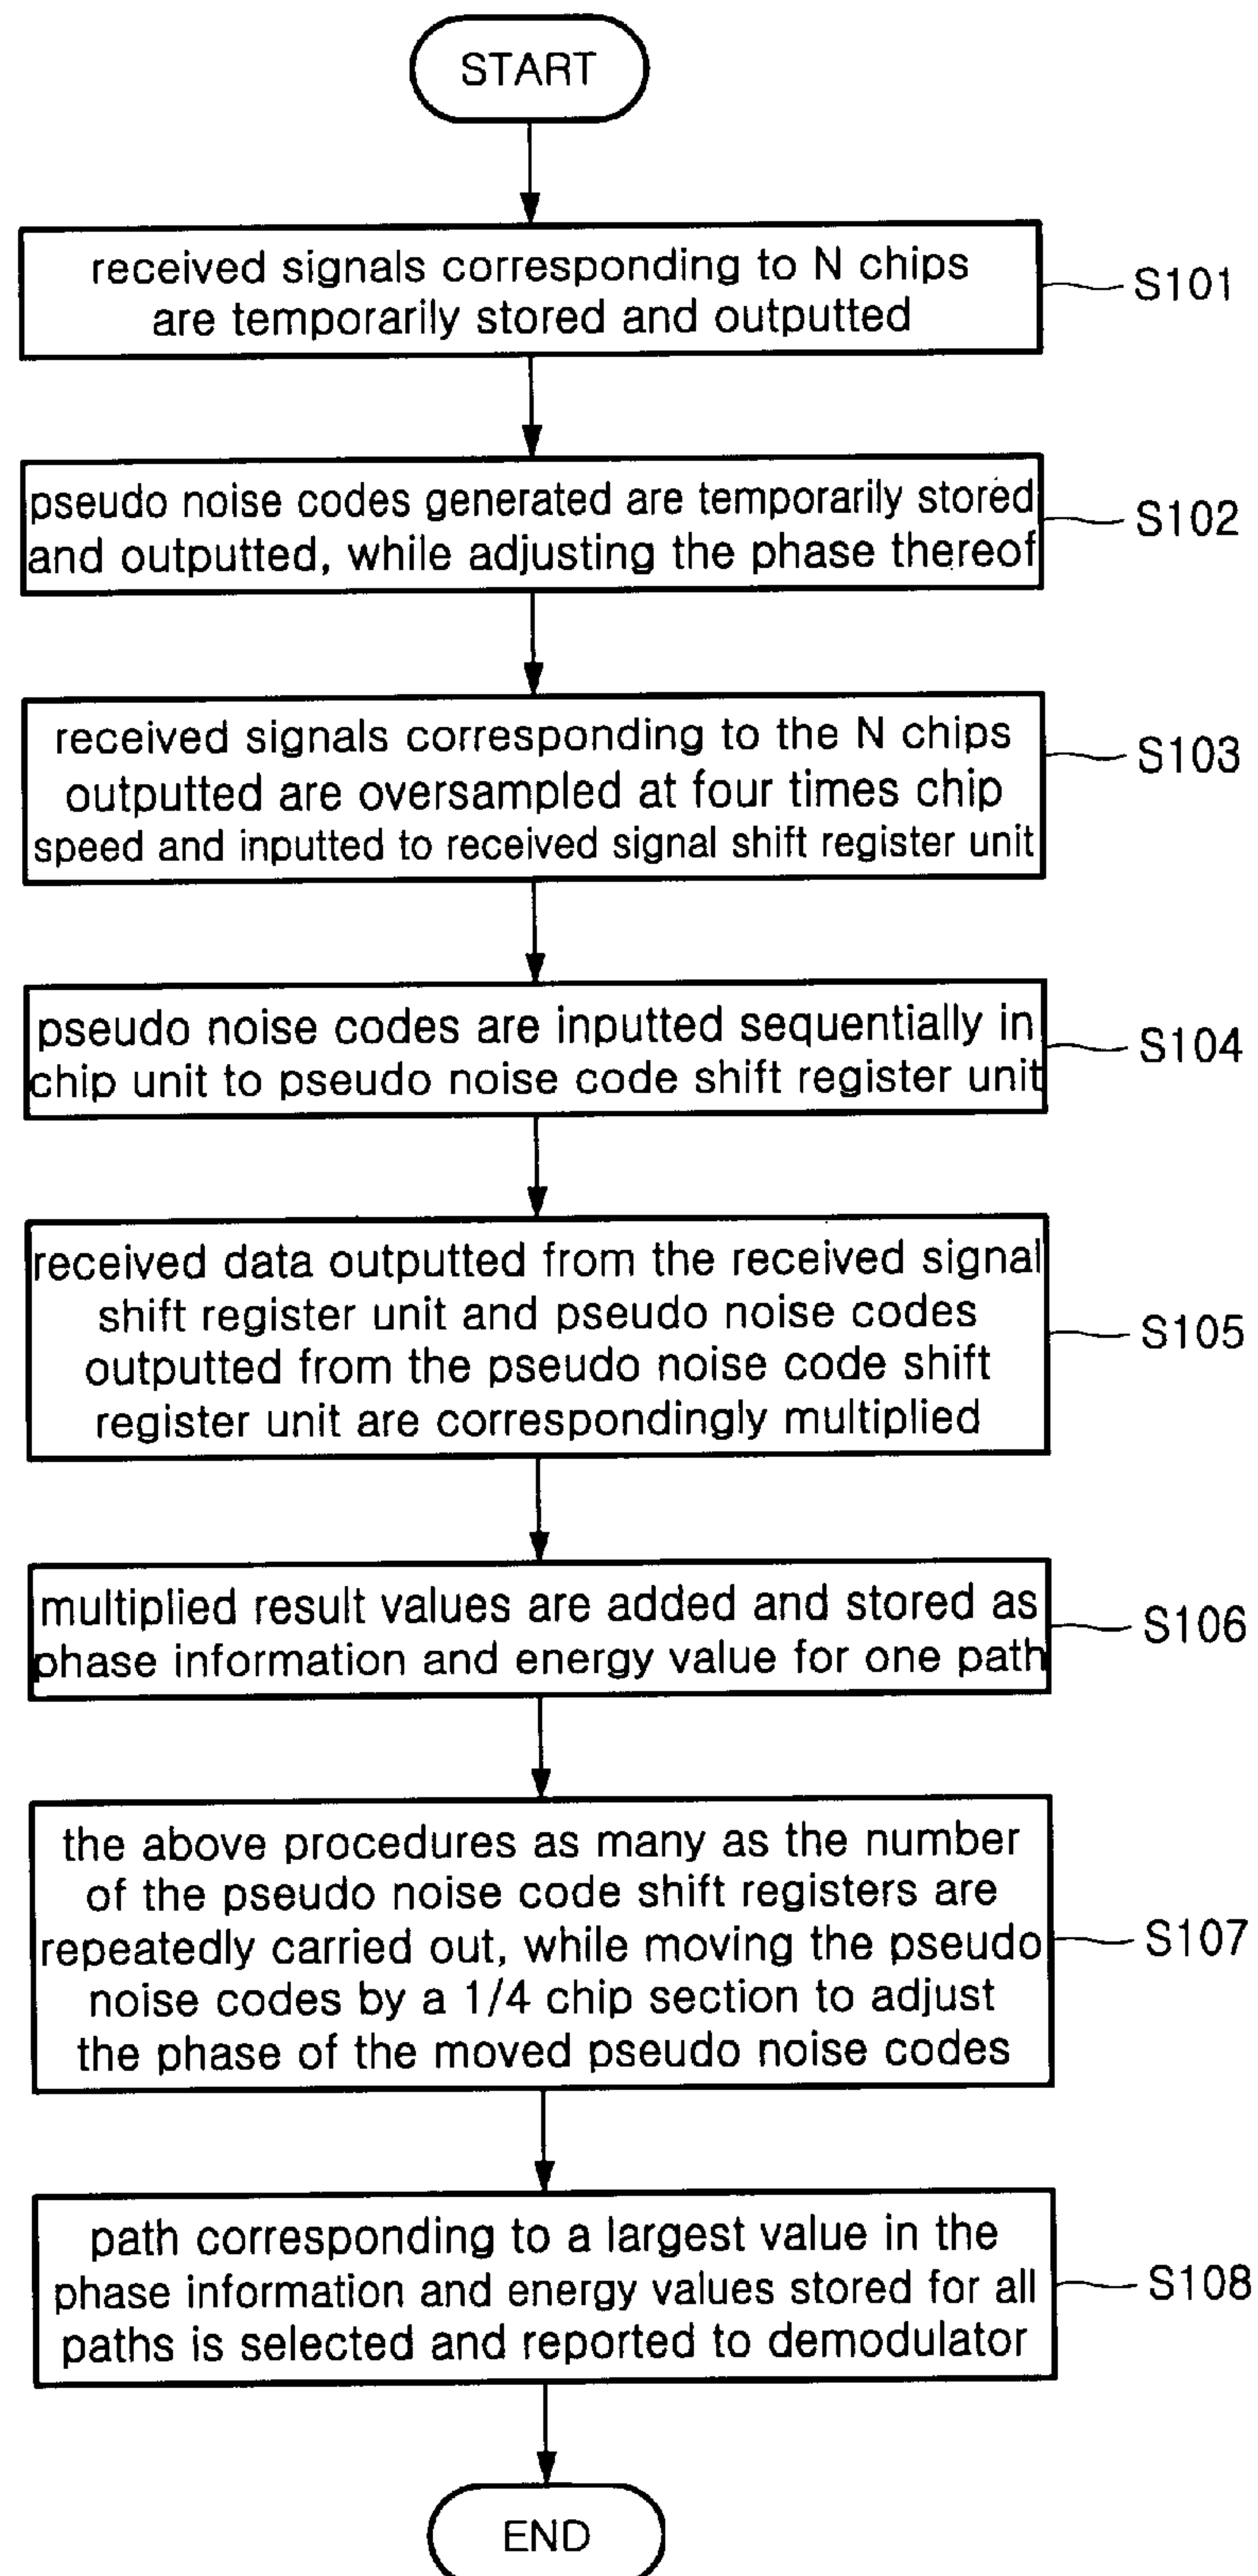 START
received signals corresponding to N chips
are temporarily stored and outputted
S101
pseudo noise codes generated are temporarily stored
and outputted, while adjusting the phase thereof
S102
received signals corresponding to the N chips
outputted are oversampled at four times chip
speed and inputted to received signal shift register unit
S103
pseudo noise codes are inputted sequentially in
chip unit to pseudo noise code shift register unit
S104
received data outputted from the received signal
shift register unit and pseudo noise codes
outputted from the pseudo noise code shift
register unit are correspondingly multiplied
S105
multiplied result values are added and stored as
phase information and energy value for one path
S106
the above procedures as many as the number
of the pseudo noise code shift registers are
repeatedly carried out, while moving the pseudo
noise codes by a 1/4 chip section to adjust
the phase of the moved pseudo noise codes
S107
path corresponding to a largest value in the
phase information and energy values stored for all
paths is selected and reported to demodulator
S108
END